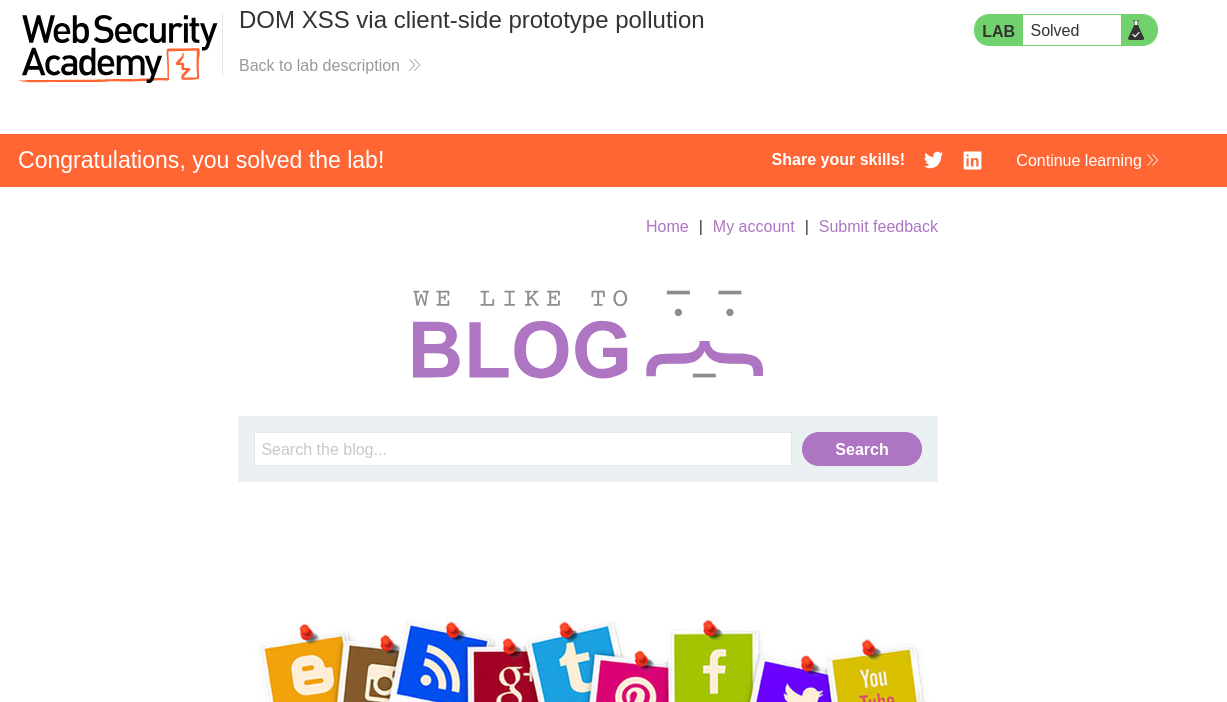 Web Security
Academy
DOM XSS via client-side prototype pollution
Back to lab description
LAB Solved
Congratulations, you solved the lab!
Share your skills!
in
Continue learning
Home | My account | Submit feedback
WE LIKE TO
BLOG
Search the blog...
Search
g+
t
f
You
Tube